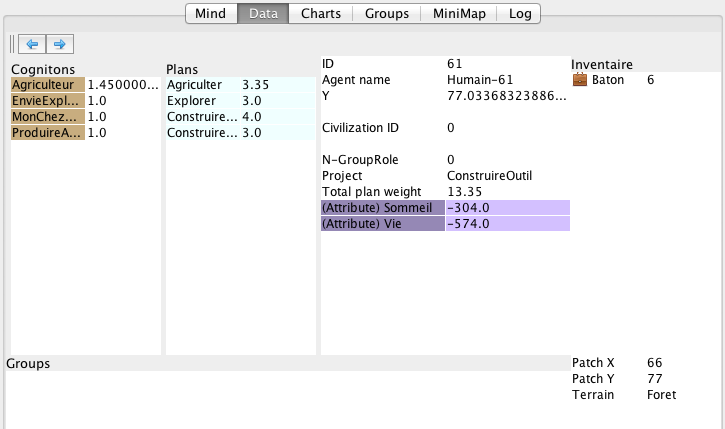 Mind Data Charts Groups MiniMap Log
Cognitons
Agriculteur 1.450000...
EnvieExpl... 1.0
MonChez... 1.0
ProduireA... 1.0
Plans
Agriculter 3.35
Explorer 3.0
Construire... 4.0
Construire... 3.0
ID 61
Agent name Humain-61
Y 77.03368323886...
Civilization ID 0
N-GroupRole 0
Project ConstruireOutil
Total plan weight 13.35
(Attribute) Sommeil -304.0
(Attribute) Vie -574.0
Inventaire
Baton 6
Groups
Patch X 66
Patch Y 77
Terrain Foret